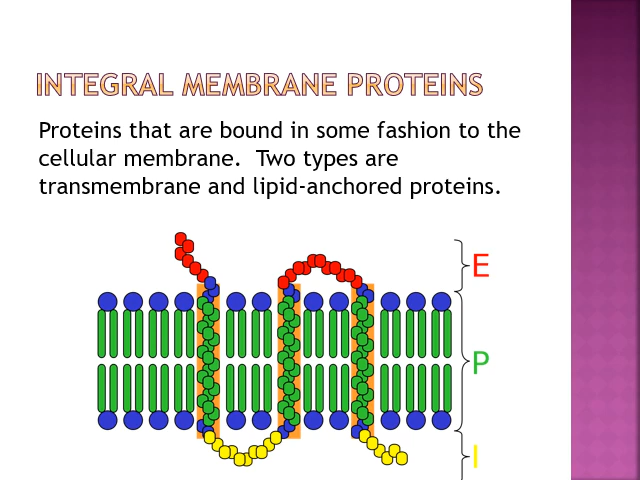 INTEGRAL MEMBRANE PROTEINS
Proteins that are bound in some fashion to the
cellular membrane.  Two types are
transmembrane and lipid-anchored proteins.
E
P
I